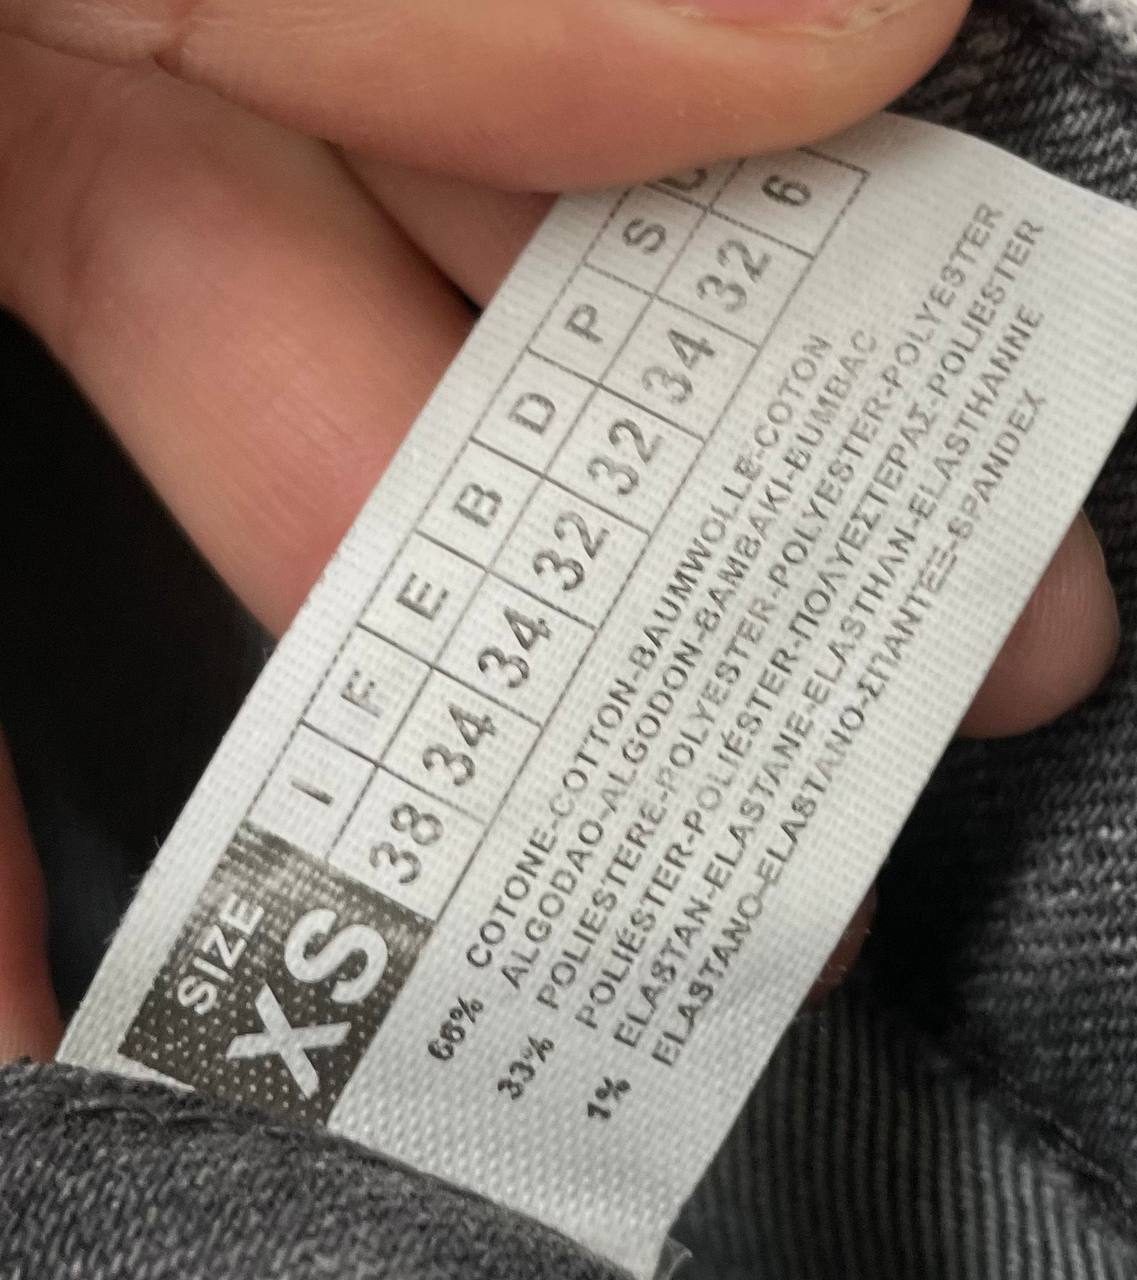 SIZE
XS
I F E B D P S
38 34 34 32 32 34 32 6
66% COTONE-COTTON-BAUMWOLLE-COTON
ALGODAO-ALGODON-BAMBAKI-BUMBAC
33% POLIESTERE-POLYESTER-POLYESTER-POLYESTER
POLIESTER-POLIÉSTER-ΠΟΛΥΕΣΤΕΡΑΣ-POLIESTER
1% ELASTAN-ELASTANE-ELASTHAN-ELASTHANNE
ELASTANO-ELASTANO-ΣΠΑΝΤΕΞ-SPANDEX